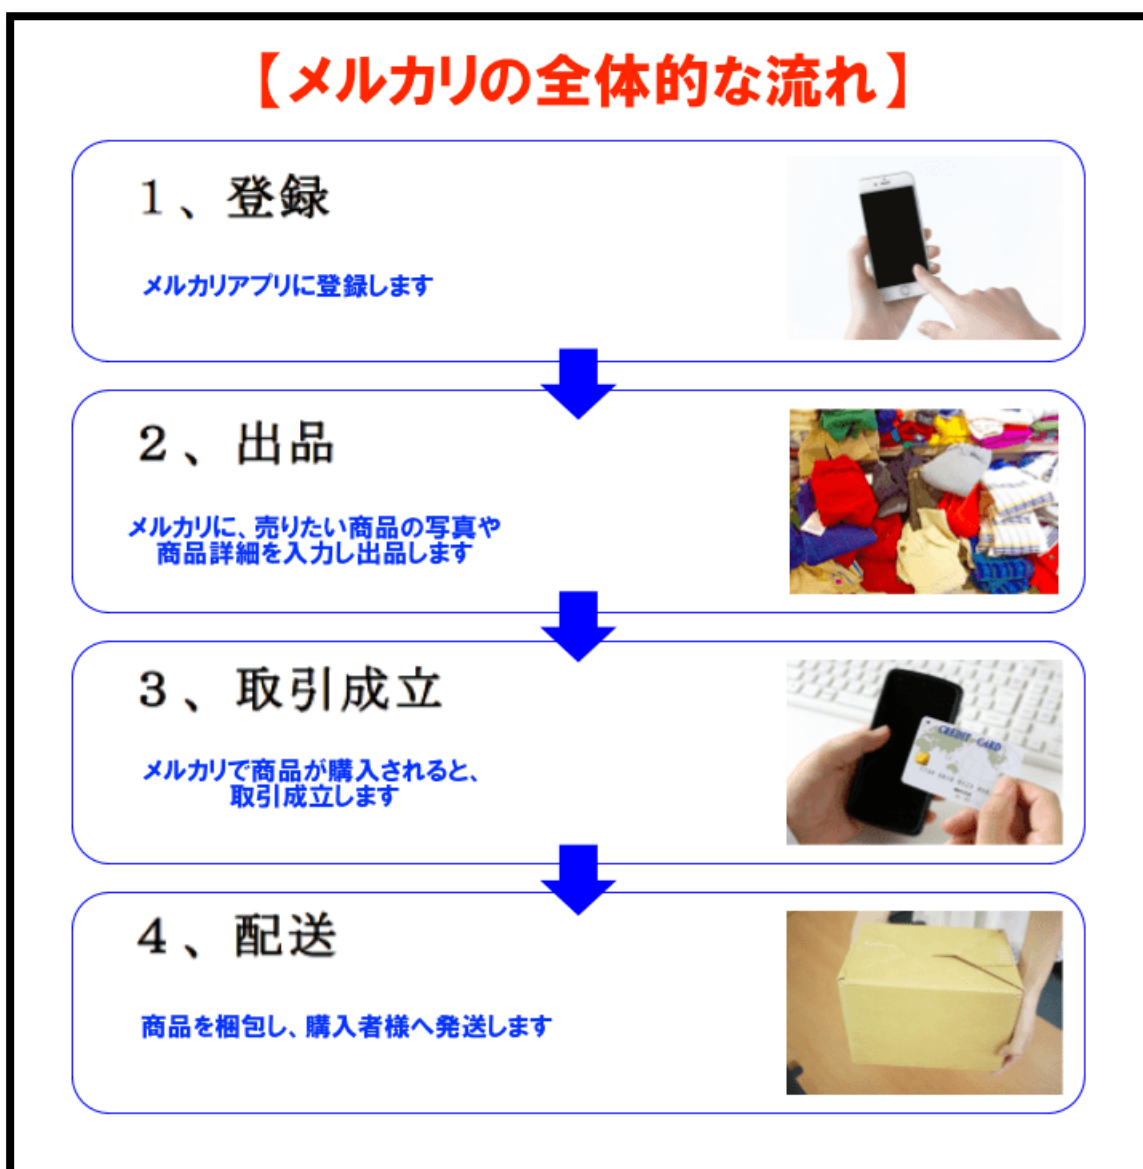 【メルカリの全体的な流れ】
1、登録
メルカリアプリに登録します
2、出品
メルカリに、売りたい商品の写真や
商品詳細を入力し出品します
3、取引成立
メルカリで商品が購入されると、
取引成立します
CREDIT CARD
4、配送
商品を梱包し、購入者様へ発送します